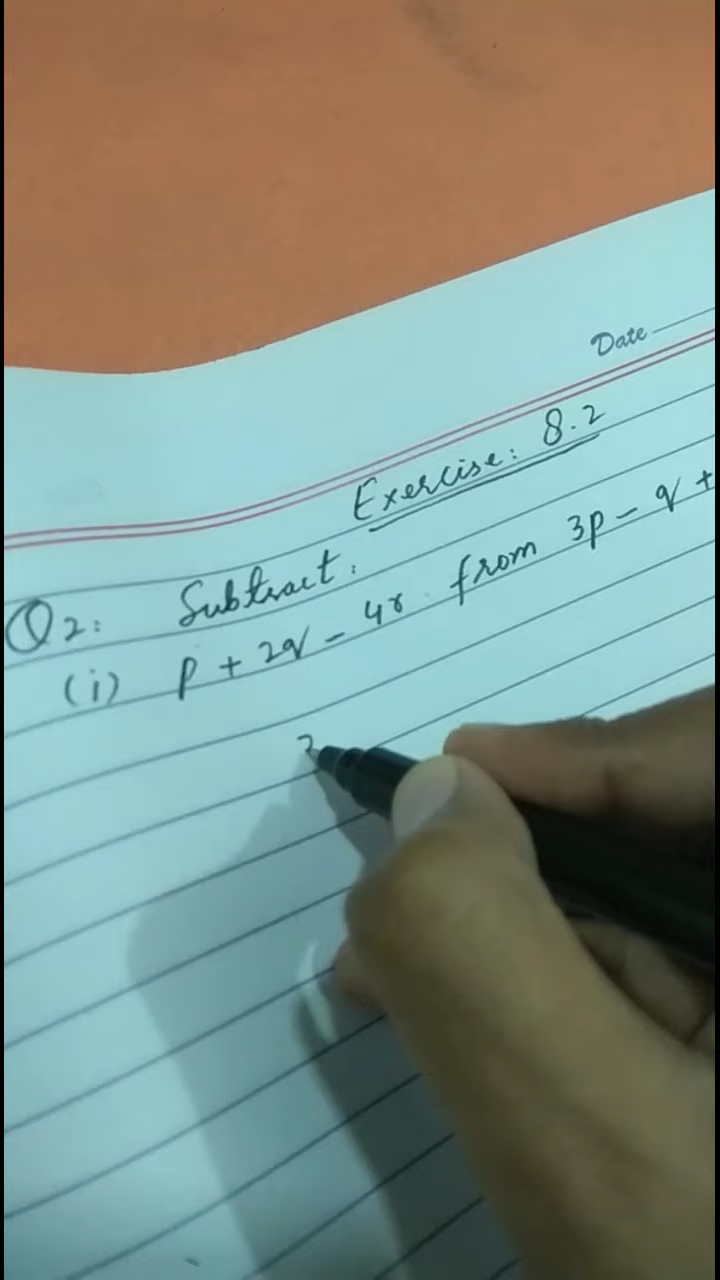 Date
Exercise: 8.2
Q2: Subtract.
(i) p + 2q - 4r from 3p - q +